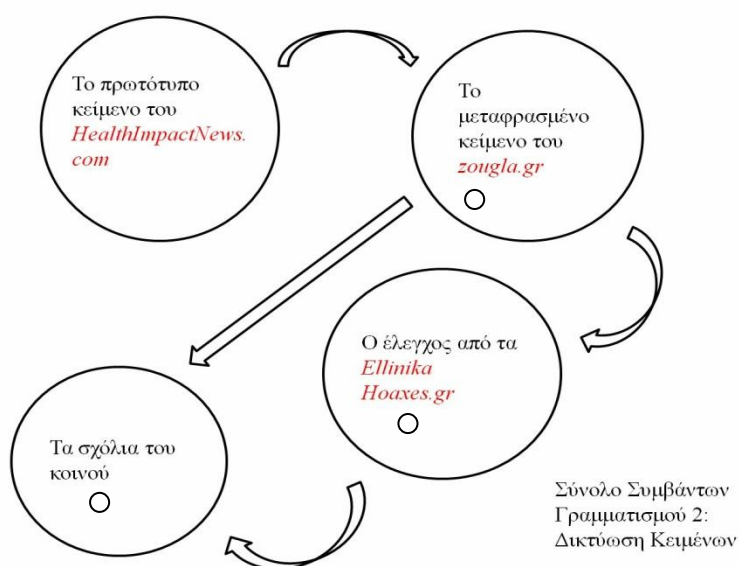 Το πρωτότυπο
κείμενο του
HealthImpactNews.
com
Το
μεταφρασμένο
κείμενο του
zougla.gr
Ο έλεγχος από τα
Ellinika
Hoaxes.gr
Τα σχόλια του
κοινού
Σύνολο Συμβάντων
Γραμματισμού 2:
Δικτύωση Κειμένων